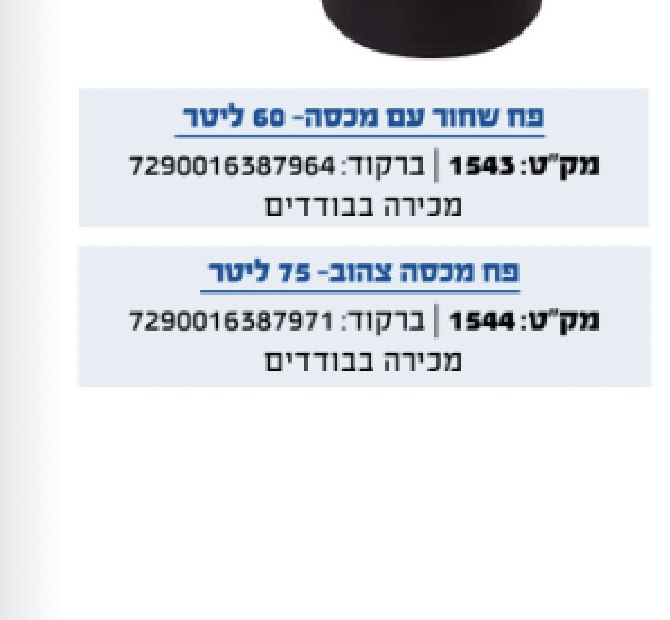 פח שחור עם מכסה- 60 ליטר
מק"ט: 1543 | ברקוד: 7290016387964
מכירה בבודדים
פח מכסה צהוב- 75 ליטר
מק"ט: 1544 | ברקוד: 7290016387971
מכירה בבודדים